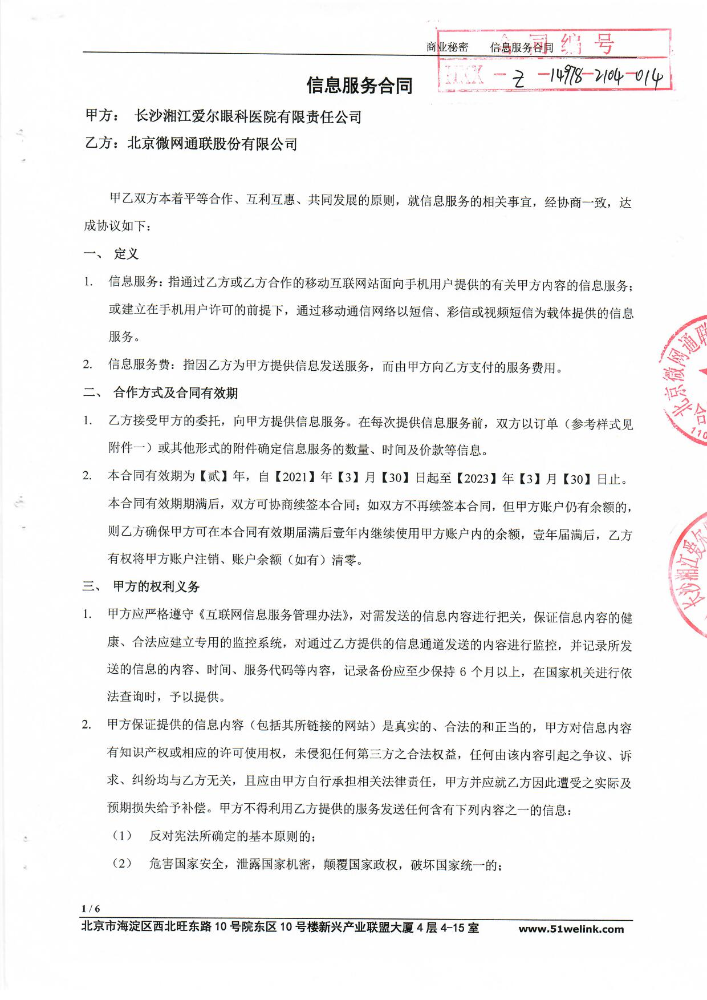 商业秘密 信息服务合同
合同编号
HKX-Z-14978-2104-014
信息服务合同
甲方： 长沙湘江爱尔眼科医院有限责任公司
乙方：北京微网通联股份有限公司
甲乙双方本着平等合作、互利互惠、共同发展的原则，就信息服务的相关事宜，经协商一致，达
成协议如下：
一、 定义
1. 信息服务：指通过乙方或乙方合作的移动互联网站面向手机用户提供的有关甲方内容的信息服务；
或建立在手机用户许可的前提下，通过移动通信网络以短信、彩信或视频短信为载体提供的信息
服务。
2. 信息服务费：指因乙方为甲方提供信息发送服务，而由甲方向乙方支付的服务费用。
二、 合作方式及合同有效期
1. 乙方接受甲方的委托，向甲方提供信息服务。在每次提供信息服务前，双方以订单（参考样式见
附件一）或其他形式的附件确定信息服务的数量、时间及价款等信息。
2. 本合同有效期为【贰】年，自【2021】年【3】月【30】日起至【2023】年【3】月【30】日止。
本合同有效期期满后，双方可协商续签本合同；如双方不再续签本合同，但甲方账户仍有余额的，
则乙方确保甲方可在本合同有效期届满后壹年内继续使用甲方账户内的余额，壹年届满后，乙方
有权将甲方账户注销、账户余额（如有）清零。
三、 甲方的权利义务
1. 甲方应严格遵守《互联网信息服务管理办法》，对需发送的信息内容进行把关，保证信息内容的健
康、合法应建立专用的监控系统，对通过乙方提供的信息通道发送的内容进行监控，并记录所发
送的信息的内容、时间、服务代码等内容，记录备份应至少保持 6 个月以上，在国家机关进行依
法查询时，予以提供。
2. 甲方保证提供的信息内容（包括其所链接的网站）是真实的、合法的和正当的，甲方对信息内容
有知识产权或相应的许可使用权，未侵犯任何第三方之合法权益，任何由该内容引起之争议、诉
求、纠纷均与乙方无关，且应由甲方自行承担相关法律责任，甲方并应就乙方因此遭受之实际及
预期损失给予补偿。甲方不得利用乙方提供的服务发送任何含有下列内容之一的信息：
（1） 反对宪法所确定的基本原则的；
（2） 危害国家安全，泄露国家机密，颠覆国家政权，破坏国家统一的；
北京微网通联
合
110
长沙湘江爱尔
1 / 6
北京市海淀区西北旺东路 10 号院东区 10 号楼新兴产业联盟大厦 4 层 4-15 室 www.51welink.com